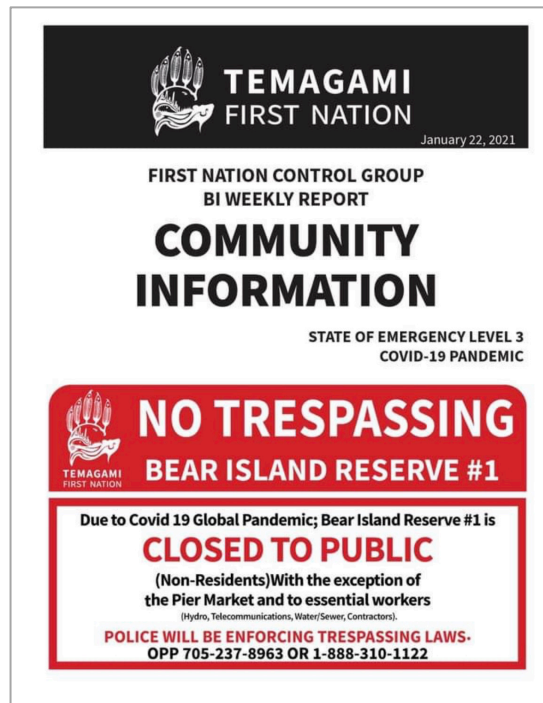 TEMAGAMI
FIRST NATION
January 22, 2021
FIRST NATION CONTROL GROUP
BI WEEKLY REPORT
COMMUNITY
INFORMATION
STATE OF EMERGENCY LEVEL 3
COVID-19 PANDEMIC
TEMAGAMI
FIRST NATION
NO TRESPASSING
BEAR ISLAND RESERVE #1
Due to Covid 19 Global Pandemic; Bear Island Reserve #1 is
CLOSED TO PUBLIC
(Non-Residents)With the exception of
the Pier Market and to essential workers
(Hydro, Telecommunications, Water/Sewer, Contractors).
POLICE WILL BE ENFORCING TRESPASSING LAWS.
OPP 705-237-8963 OR 1-888-310-1122